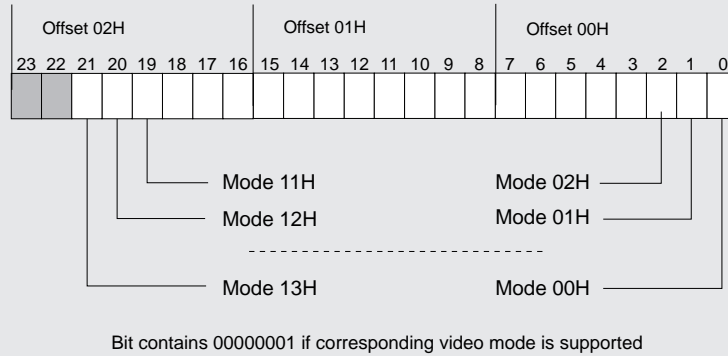 Offset 02H Offset 01H Offset 00H
23 22 21 20 19 18 17 16 15 14 13 12 11 10 9 8 7 6 5 4 3 2 1 0
Mode 11H Mode 02H
Mode 12H Mode 01H
Mode 13H Mode 00H
Bit contains 00000001 if corresponding video mode is supported